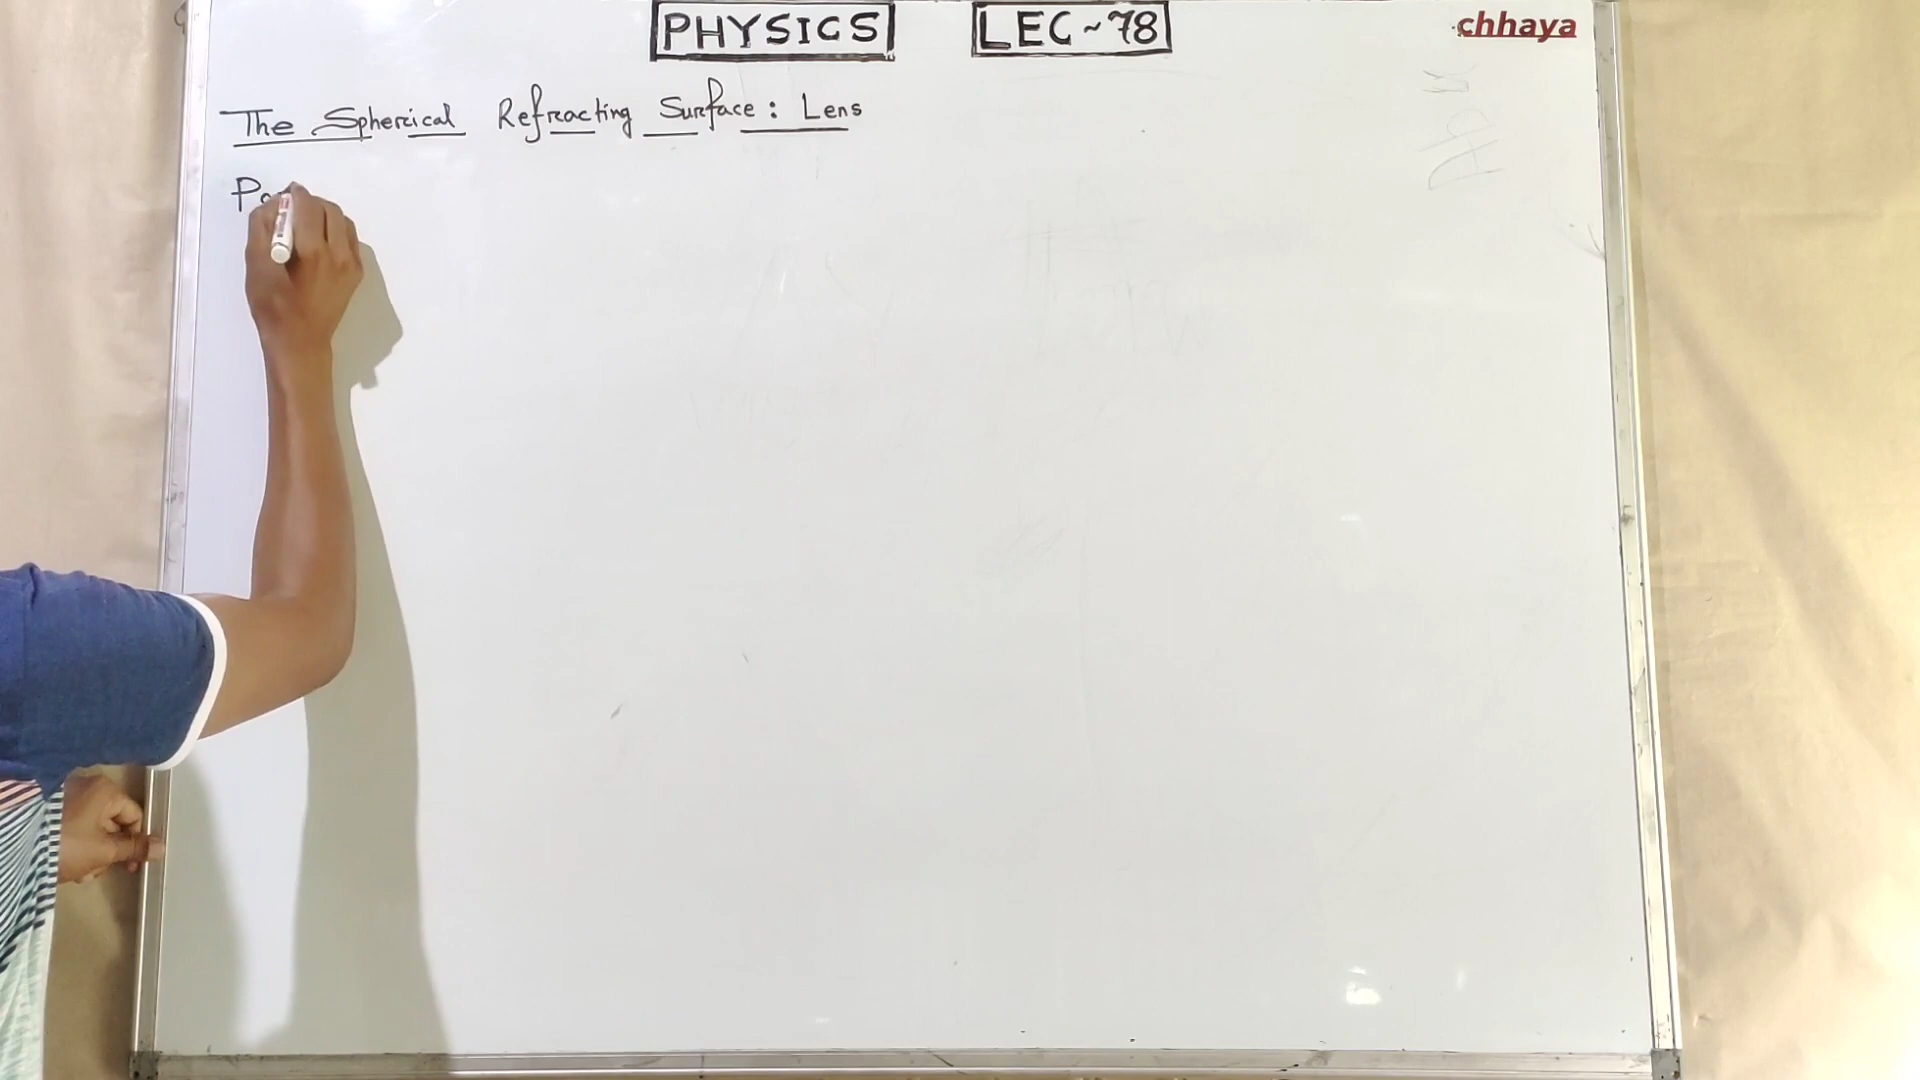 PHYSICS LEC ~ 78
chhaya
The Spherical Refracting Surface : Lens